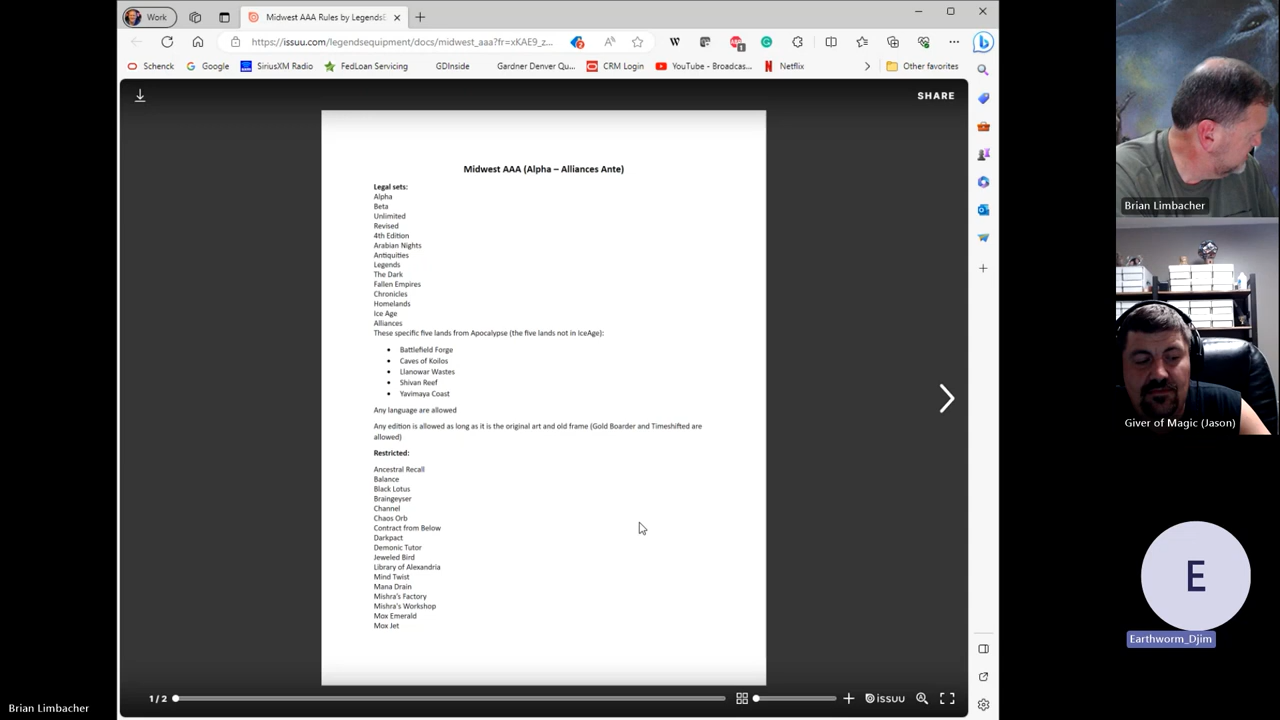 Work
Midwest AAA Rules by LegendsE
https://issuu.com/legendsequipment/docs/midwest_aaa?fr=xKAE9_z...
Schenck
Google
SiriusXM Radio
FedLoan Servicing
GDInside
Gardner Denver Qu...
CRM Login
YouTube - Broadcas...
Netflix
Other favorites
SHARE
Midwest AAA (Alpha – Alliances Ante)
Legal sets:
Alpha
Beta
Unlimited
Revised
4th Edition
Arabian Nights
Antiquities
Legends
The Dark
Fallen Empires
Chronicles
Homelands
Ice Age
Alliances
These specific five lands from Apocalypse (the five lands not in IceAge):
• Battlefield Forge
• Caves of Koilos
• Llanowar Wastes
• Shivan Reef
• Yavimaya Coast
Any language are allowed
Any edition is allowed as long as it is the original art and old frame (Gold Boarder and Timeshifted are
allowed)
Restricted:
Ancestral Recall
Balance
Black Lotus
Braingeyser
Channel
Chaos Orb
Contract from Below
Darkpact
Demonic Tutor
Jeweled Bird
Library of Alexandria
Mind Twist
Mana Drain
Mishra's Factory
Mishra's Workshop
Mox Emerald
Mox Jet
1 / 2
issuu
Brian Limbacher
Giver of Magic (Jason)
E
Earthworm_Djim
Brian Limbacher